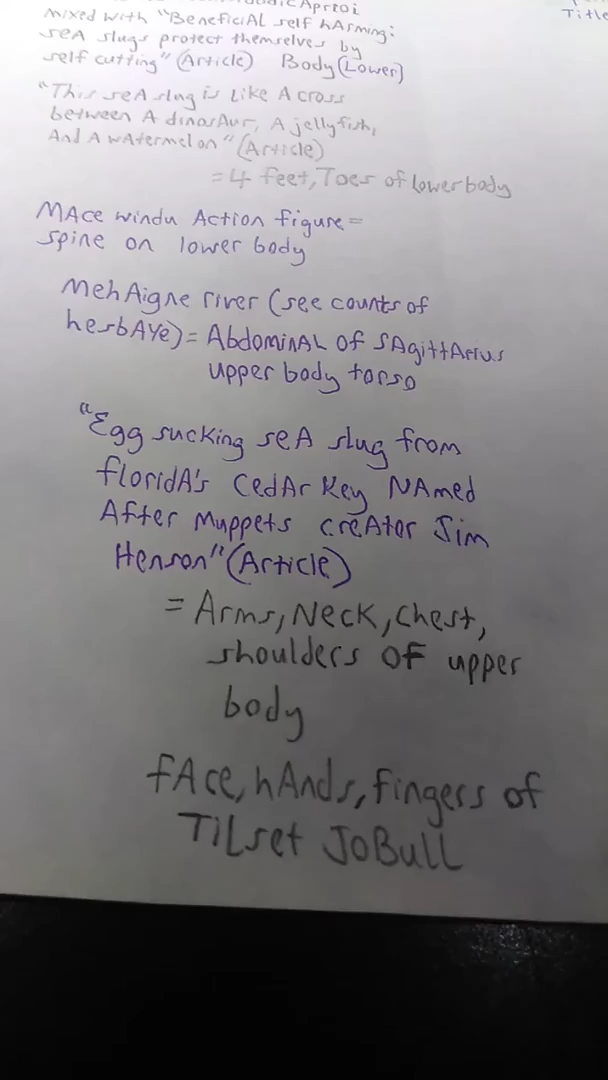 Title
mixed with "BeneficiAl self hArming:
seA slugs protect themselves by
self cutting" (Article) Body (Lower)
"This seA slug is Like A cross
between A dinosAur, A jellyfish,
And A wAtermelon" (Article)
= 4 feet, Toes of Lower body
MAce windu Action figure =
spine on lower body
MehAigne river (see counts of
hesbAYe) = AbdominAL of SAgittArius
upper body torso
"Egg sucking seA slug from
floridA's CedAr Key NAmed
After Muppets creAtor Jim
Henson" (Article)
= Arms, Neck, Chest,
shoulders of upper
body
fAce, hAnds, fingers of
TiLset JoBuLL